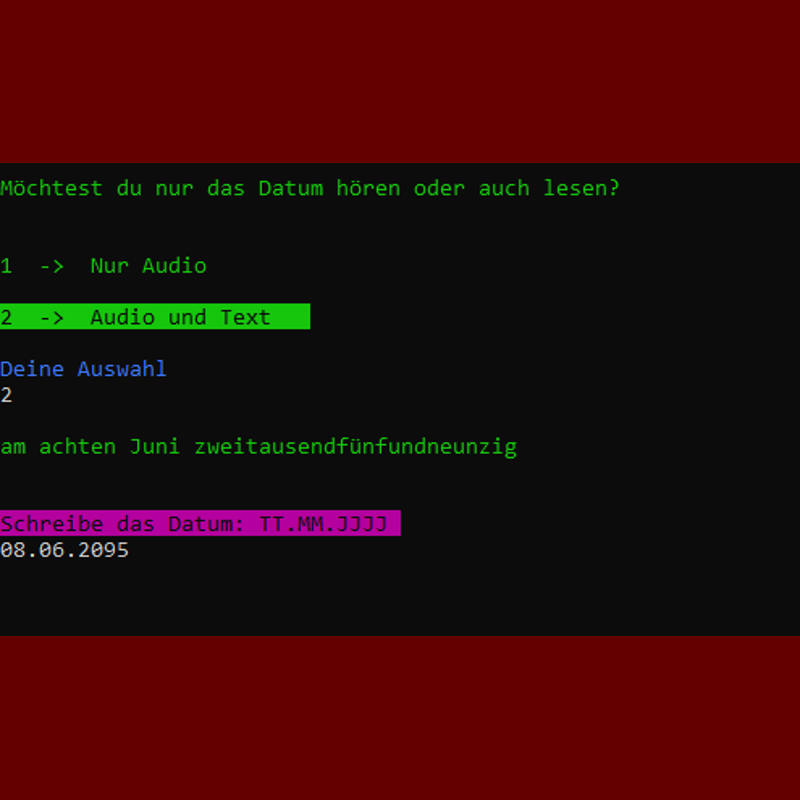 Möchtest du nur das Datum hören oder auch lesen?
1 -> Nur Audio
2 -> Audio und Text
Deine Auswahl
2
am achten Juni zweitausendfünfundneunzig
Schreibe das Datum: TT.MM.JJJJ
08.06.2095